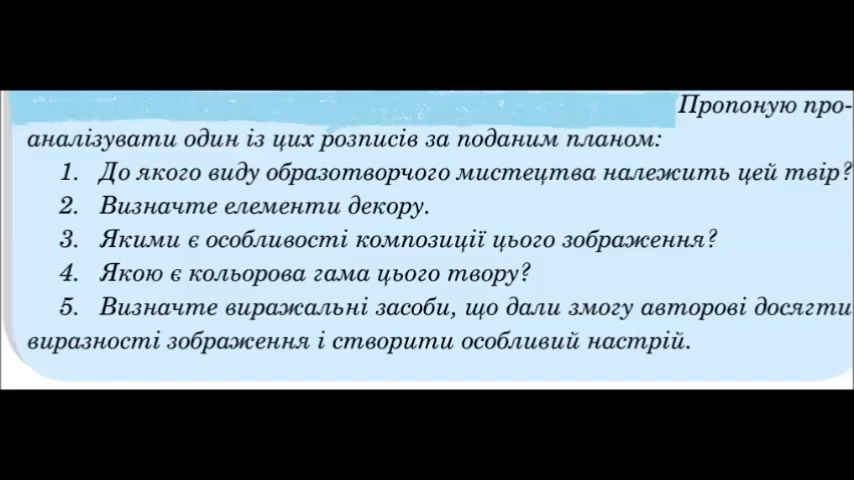 Пропоную про-
аналізувати один із цих розписів за поданим планом:
1. До якого виду образотворчого мистецтва належить цей твір?
2. Визначте елементи декору.
3. Якими є особливості композиції цього зображення?
4. Якою є кольорова гама цього твору?
5. Визначте виражальні засоби, що дали змогу авторові досягти
виразності зображення і створити особливий настрій.